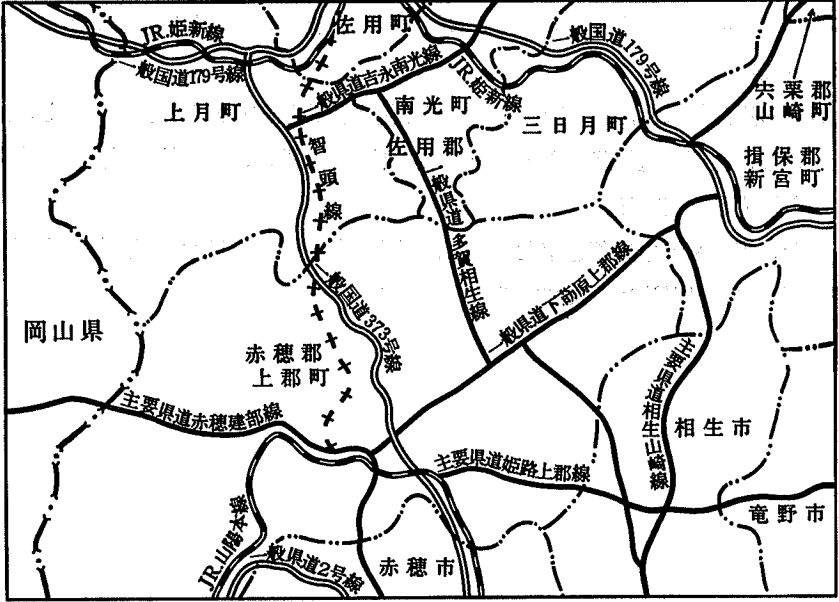 佐用町
JR.姫新線
一般国道179号線
一般国道179号線
一般県道吉永南光線
JR.姫新線
上月町
南光町
三日月町
宍粟郡
山崎町
佐用郡
揖保郡
新宮町
智頭線
一般県道多賀相生線
一般県道下莇原上郡線
一般国道373号線
岡山県
赤穂郡
上郡町
主要県道赤穂建部線
主要県道姫路上郡線
主要県道相生山崎線
相生市
竜野市
JR.山陽本線
一般県道2号線
赤穂市